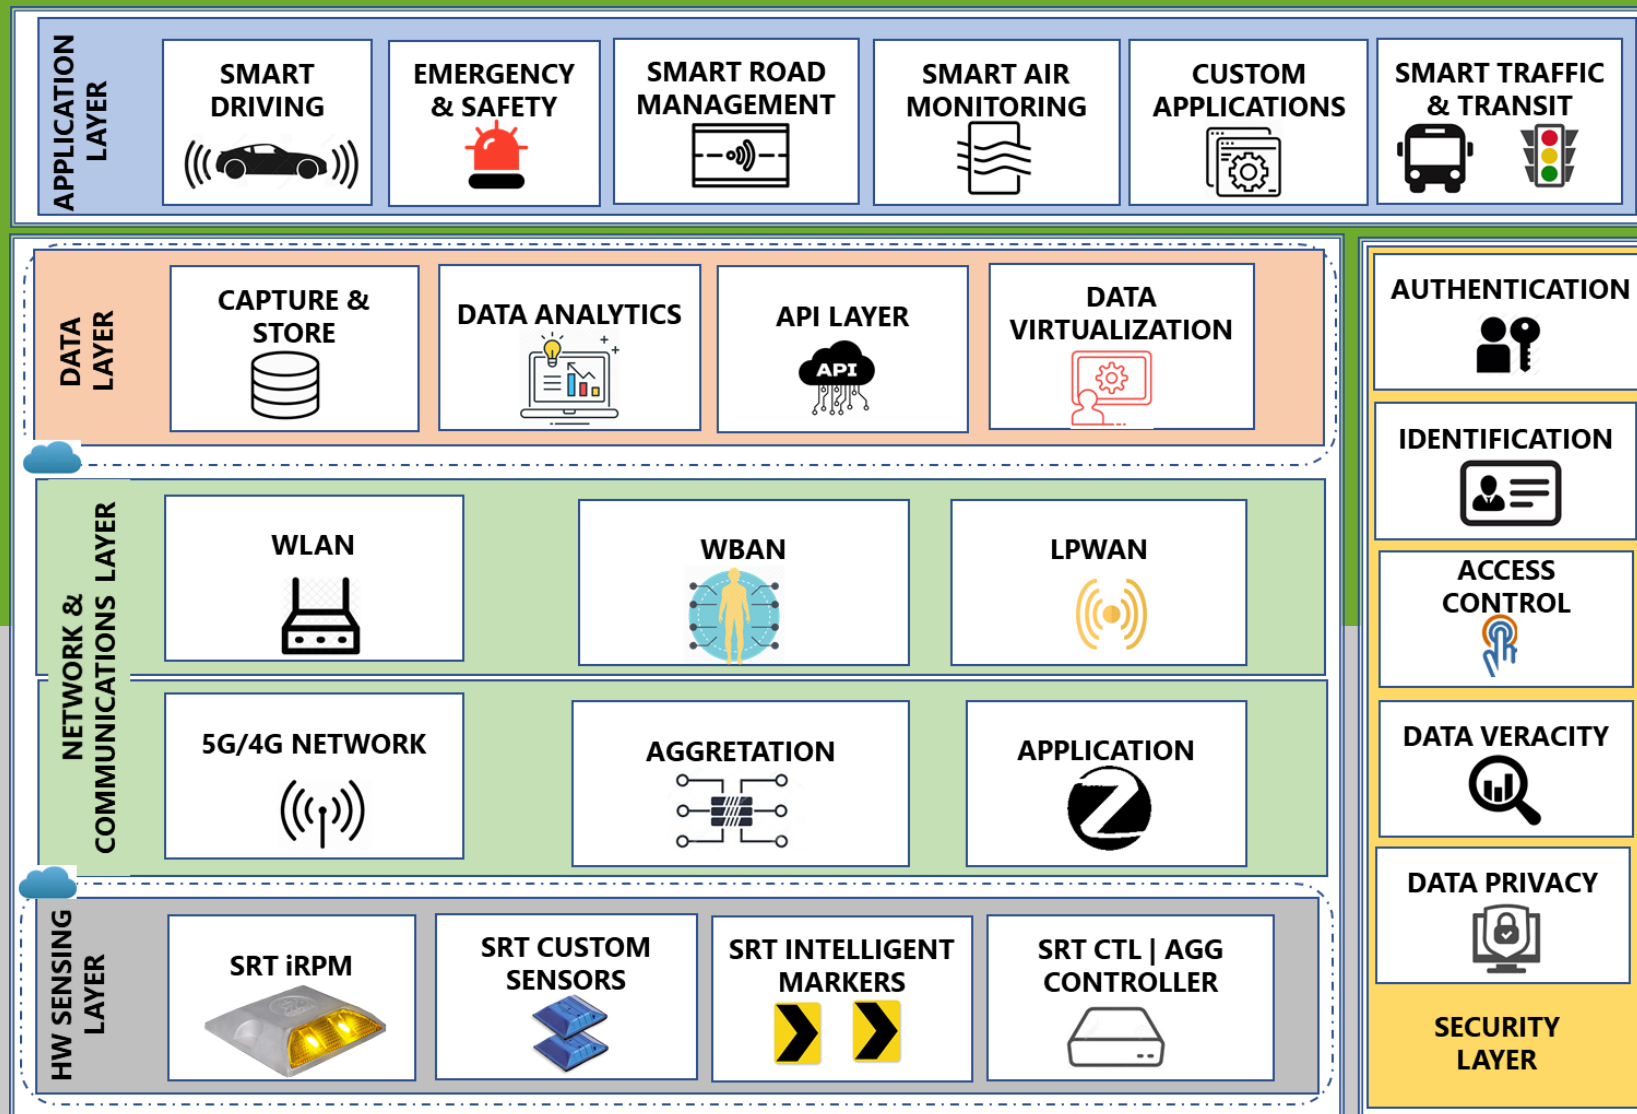 APPLICATION
LAYER
SMART
DRIVING
EMERGENCY
& SAFETY
SMART ROAD
MANAGEMENT
SMART AIR
MONITORING
CUSTOM
APPLICATIONS
SMART TRAFFIC
& TRANSIT
DATA
LAYER
CAPTURE &
STORE
DATA ANALYTICS
API LAYER
API
DATA
VIRTUALIZATION
NETWORK &
COMMUNICATIONS LAYER
WLAN
WBAN
LPWAN
5G/4G NETWORK
AGGRETATION
APPLICATION
HW SENSING
LAYER
SRT iRPM
SRT CUSTOM
SENSORS
SRT INTELLIGENT
MARKERS
SRT CTL | AGG
CONTROLLER
AUTHENTICATION
IDENTIFICATION
ACCESS
CONTROL
DATA VERACITY
DATA PRIVACY
SECURITY
LAYER